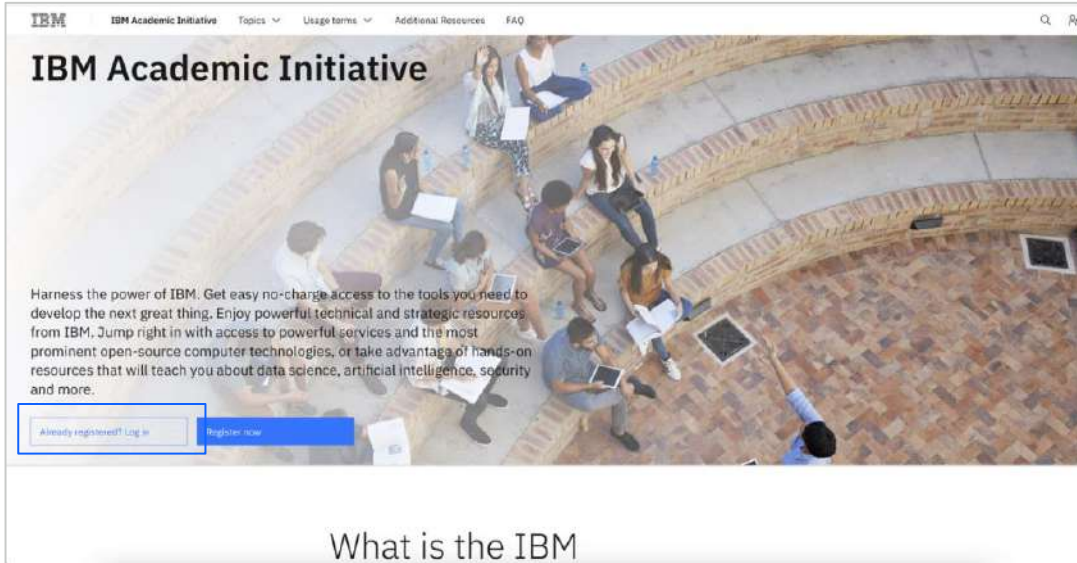 IBM IBM Academic Initiative Topics Usage terms Additional Resources FAQ
IBM Academic Initiative
Harness the power of IBM. Get easy no-charge access to the tools you need to
develop the next great thing. Enjoy powerful technical and strategic resources
from IBM. Jump right in with access to powerful services and the most
prominent open-source computer technologies, or take advantage of hands-on
resources that will teach you about data science, artificial intelligence, security
and more.
Already registered? Log in Register now
What is the IBM